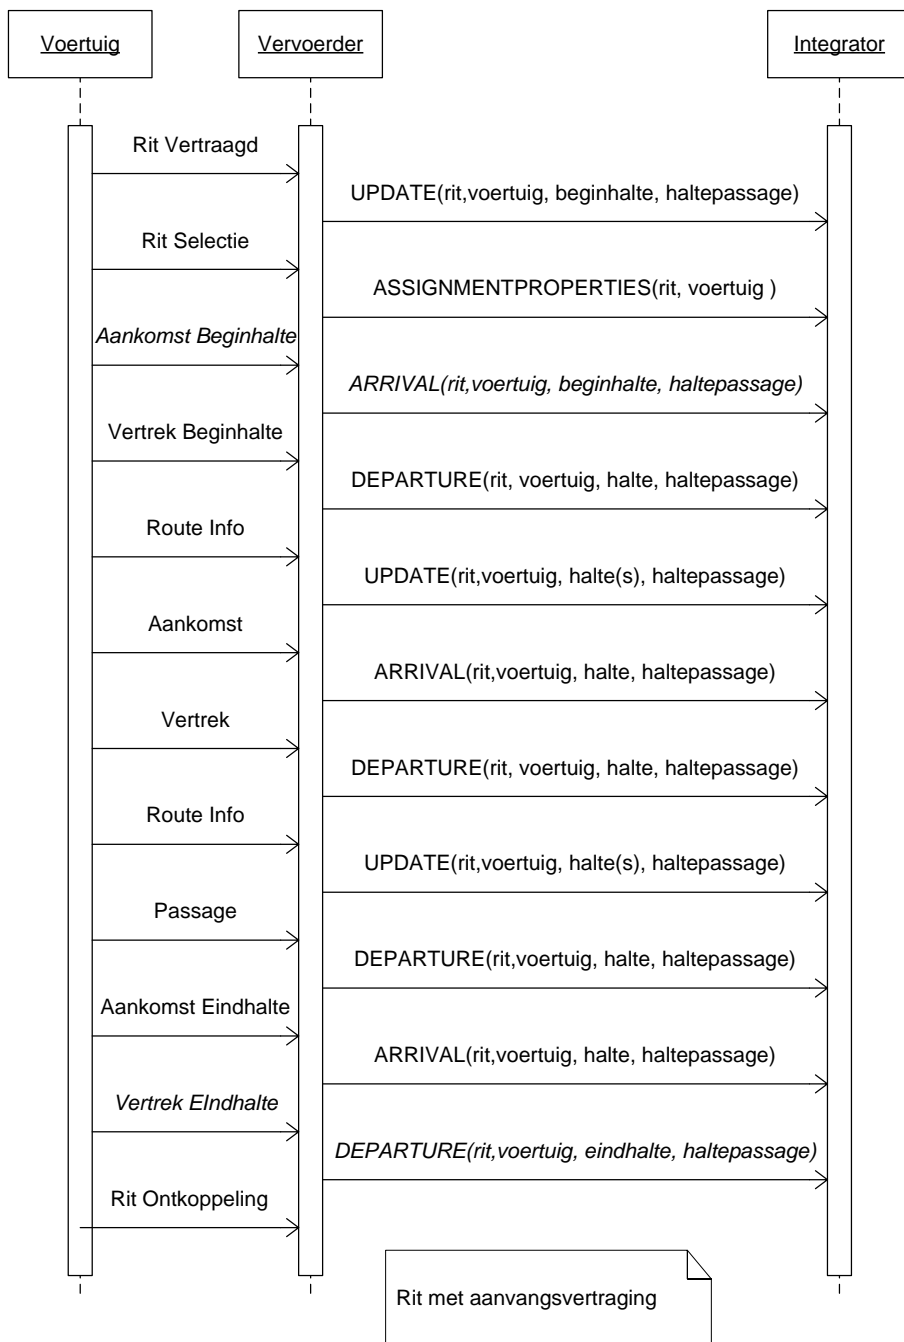 Voertuig
Vervoerder
Integrator
Rit Vertraagd
UPDATE(rit,voertuig, beginhalte, haltepassage)
Rit Selectie
ASSIGNMENTPROPERTIES(rit, voertuig )
Aankomst Beginhalte
ARRIVAL(rit,voertuig, beginhalte, haltepassage)
Vertrek Beginhalte
DEPARTURE(rit, voertuig, halte, haltepassage)
Route Info
UPDATE(rit,voertuig, halte(s), haltepassage)
Aankomst
ARRIVAL(rit,voertuig, halte, haltepassage)
Vertrek
DEPARTURE(rit, voertuig, halte, haltepassage)
Route Info
UPDATE(rit,voertuig, halte(s), haltepassage)
Passage
DEPARTURE(rit,voertuig, halte, haltepassage)
Aankomst Eindhalte
ARRIVAL(rit,voertuig, halte, haltepassage)
Vertrek EIndhalte
DEPARTURE(rit,voertuig, eindhalte, haltepassage)
Rit Ontkoppeling
Rit met aanvangsvertraging